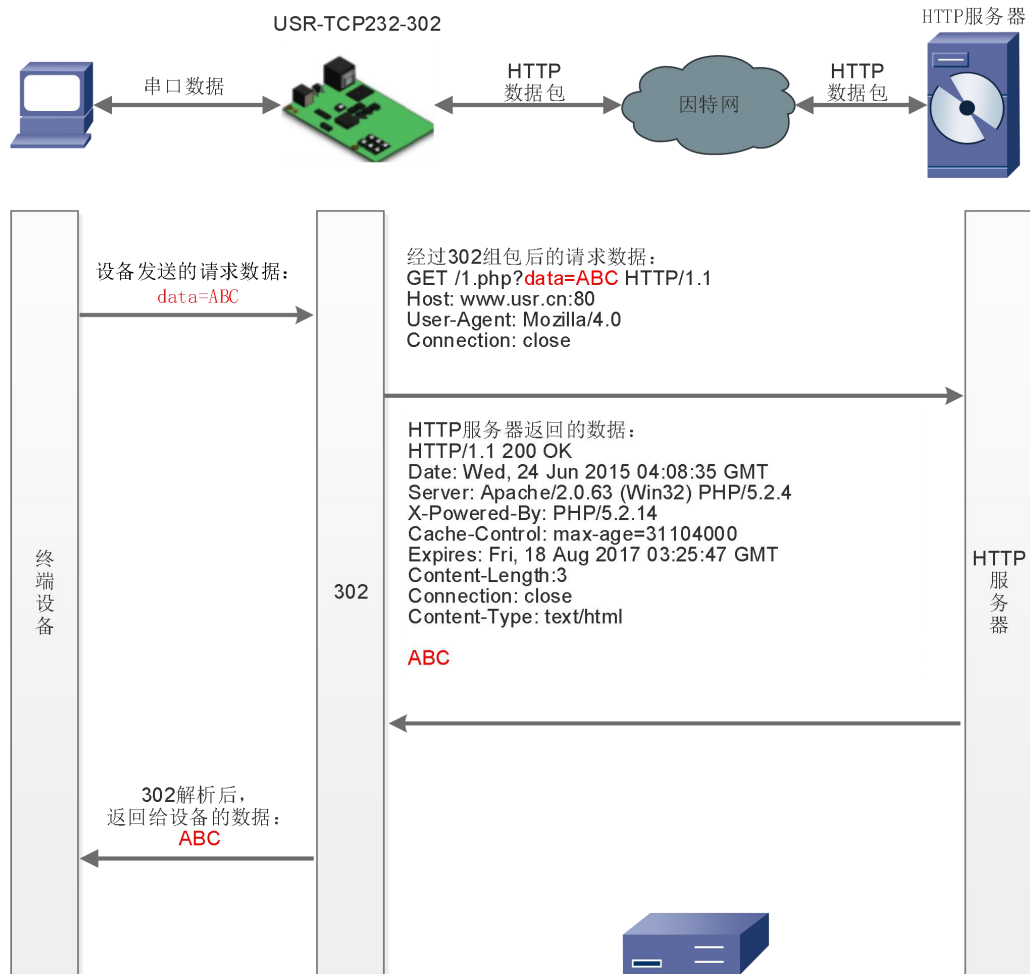 USR-TCP232-302
HTTP服务器
串口数据
HTTP
数据包
因特网
HTTP
数据包
设备发送的请求数据：
data=ABC
经过302组包后的请求数据：
GET /1.php?data=ABC HTTP/1.1
Host: www.usr.cn:80
User-Agent: Mozilla/4.0
Connection: close
HTTP服务器返回的数据：
HTTP/1.1 200 OK
Date: Wed, 24 Jun 2015 04:08:35 GMT
Server: Apache/2.0.63 (Win32) PHP/5.2.4
X-Powered-By: PHP/5.2.14
Cache-Control: max-age=31104000
Expires: Fri, 18 Aug 2017 03:25:47 GMT
Content-Length:3
Connection: close
Content-Type: text/html
ABC
终
端
设
备
302
HTTP
服
务
器
302解析后，
返回给设备的数据：
ABC